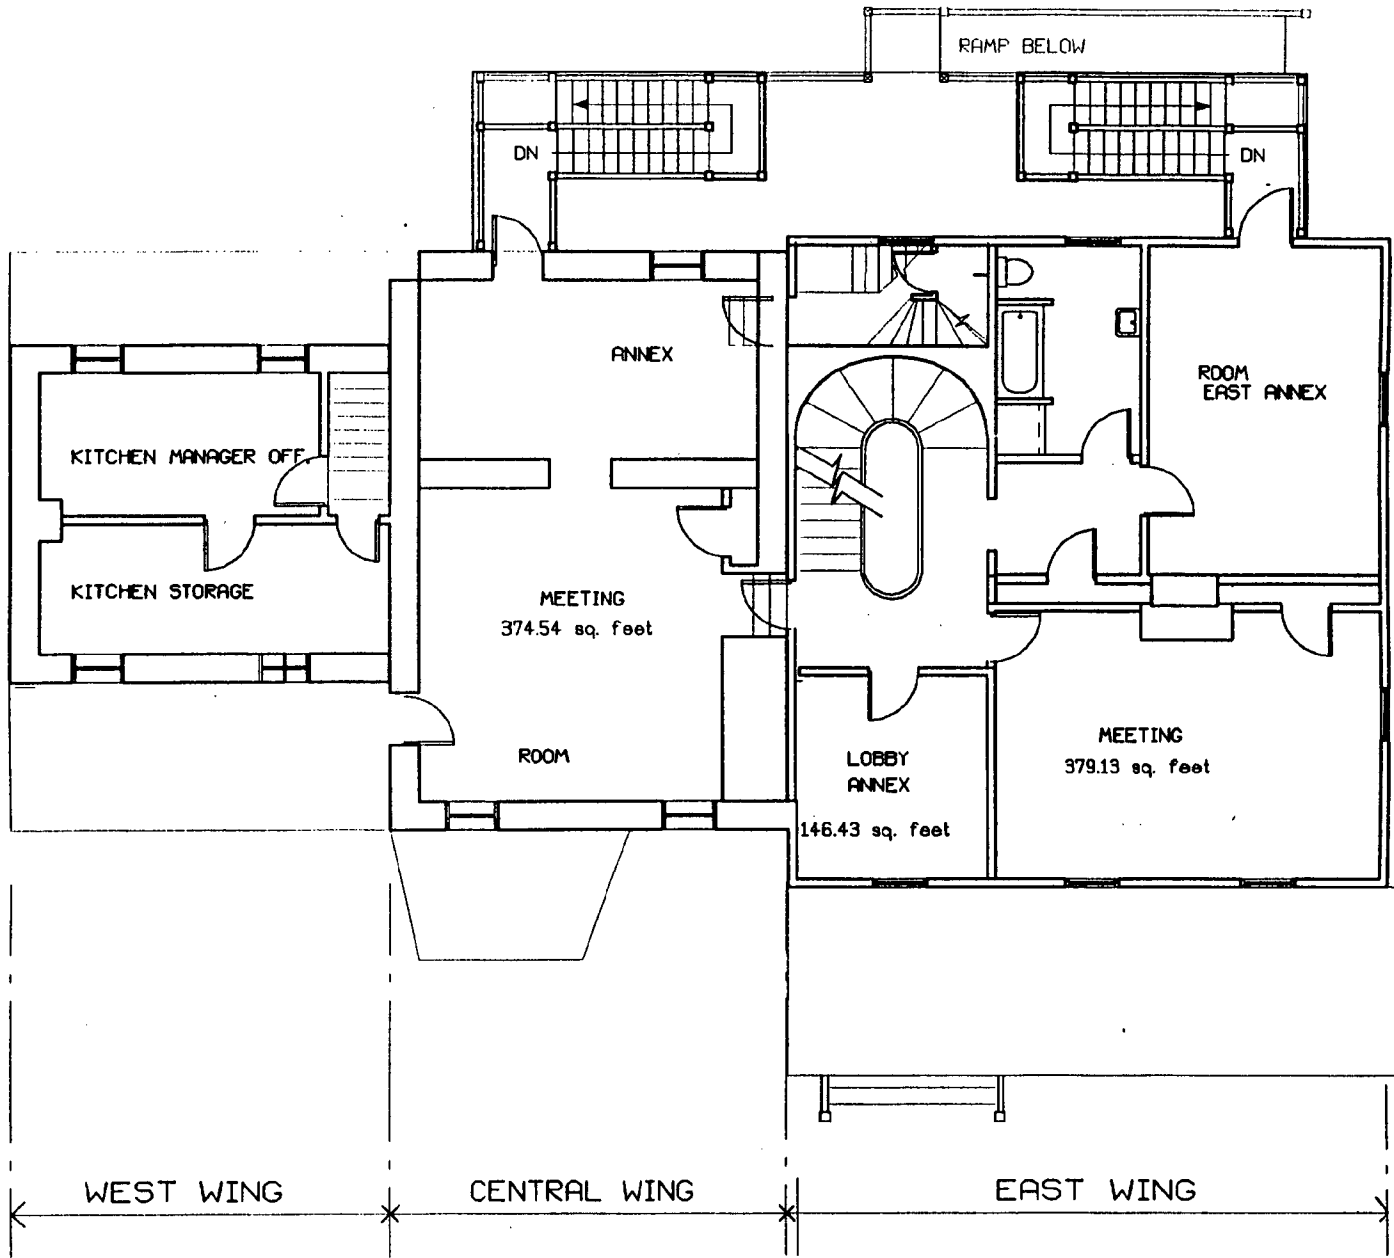 RAMP BELOW
DN
DN
ANNEX
ROOM
EAST ANNEX
KITCHEN MANAGER OFF.
KITCHEN STORAGE
MEETING
374.54 sq. feet
ROOM
MEETING
379.13 sq. feet
LOBBY
ANNEX
146.43 sq. feet
WEST WING
CENTRAL WING
EAST WING